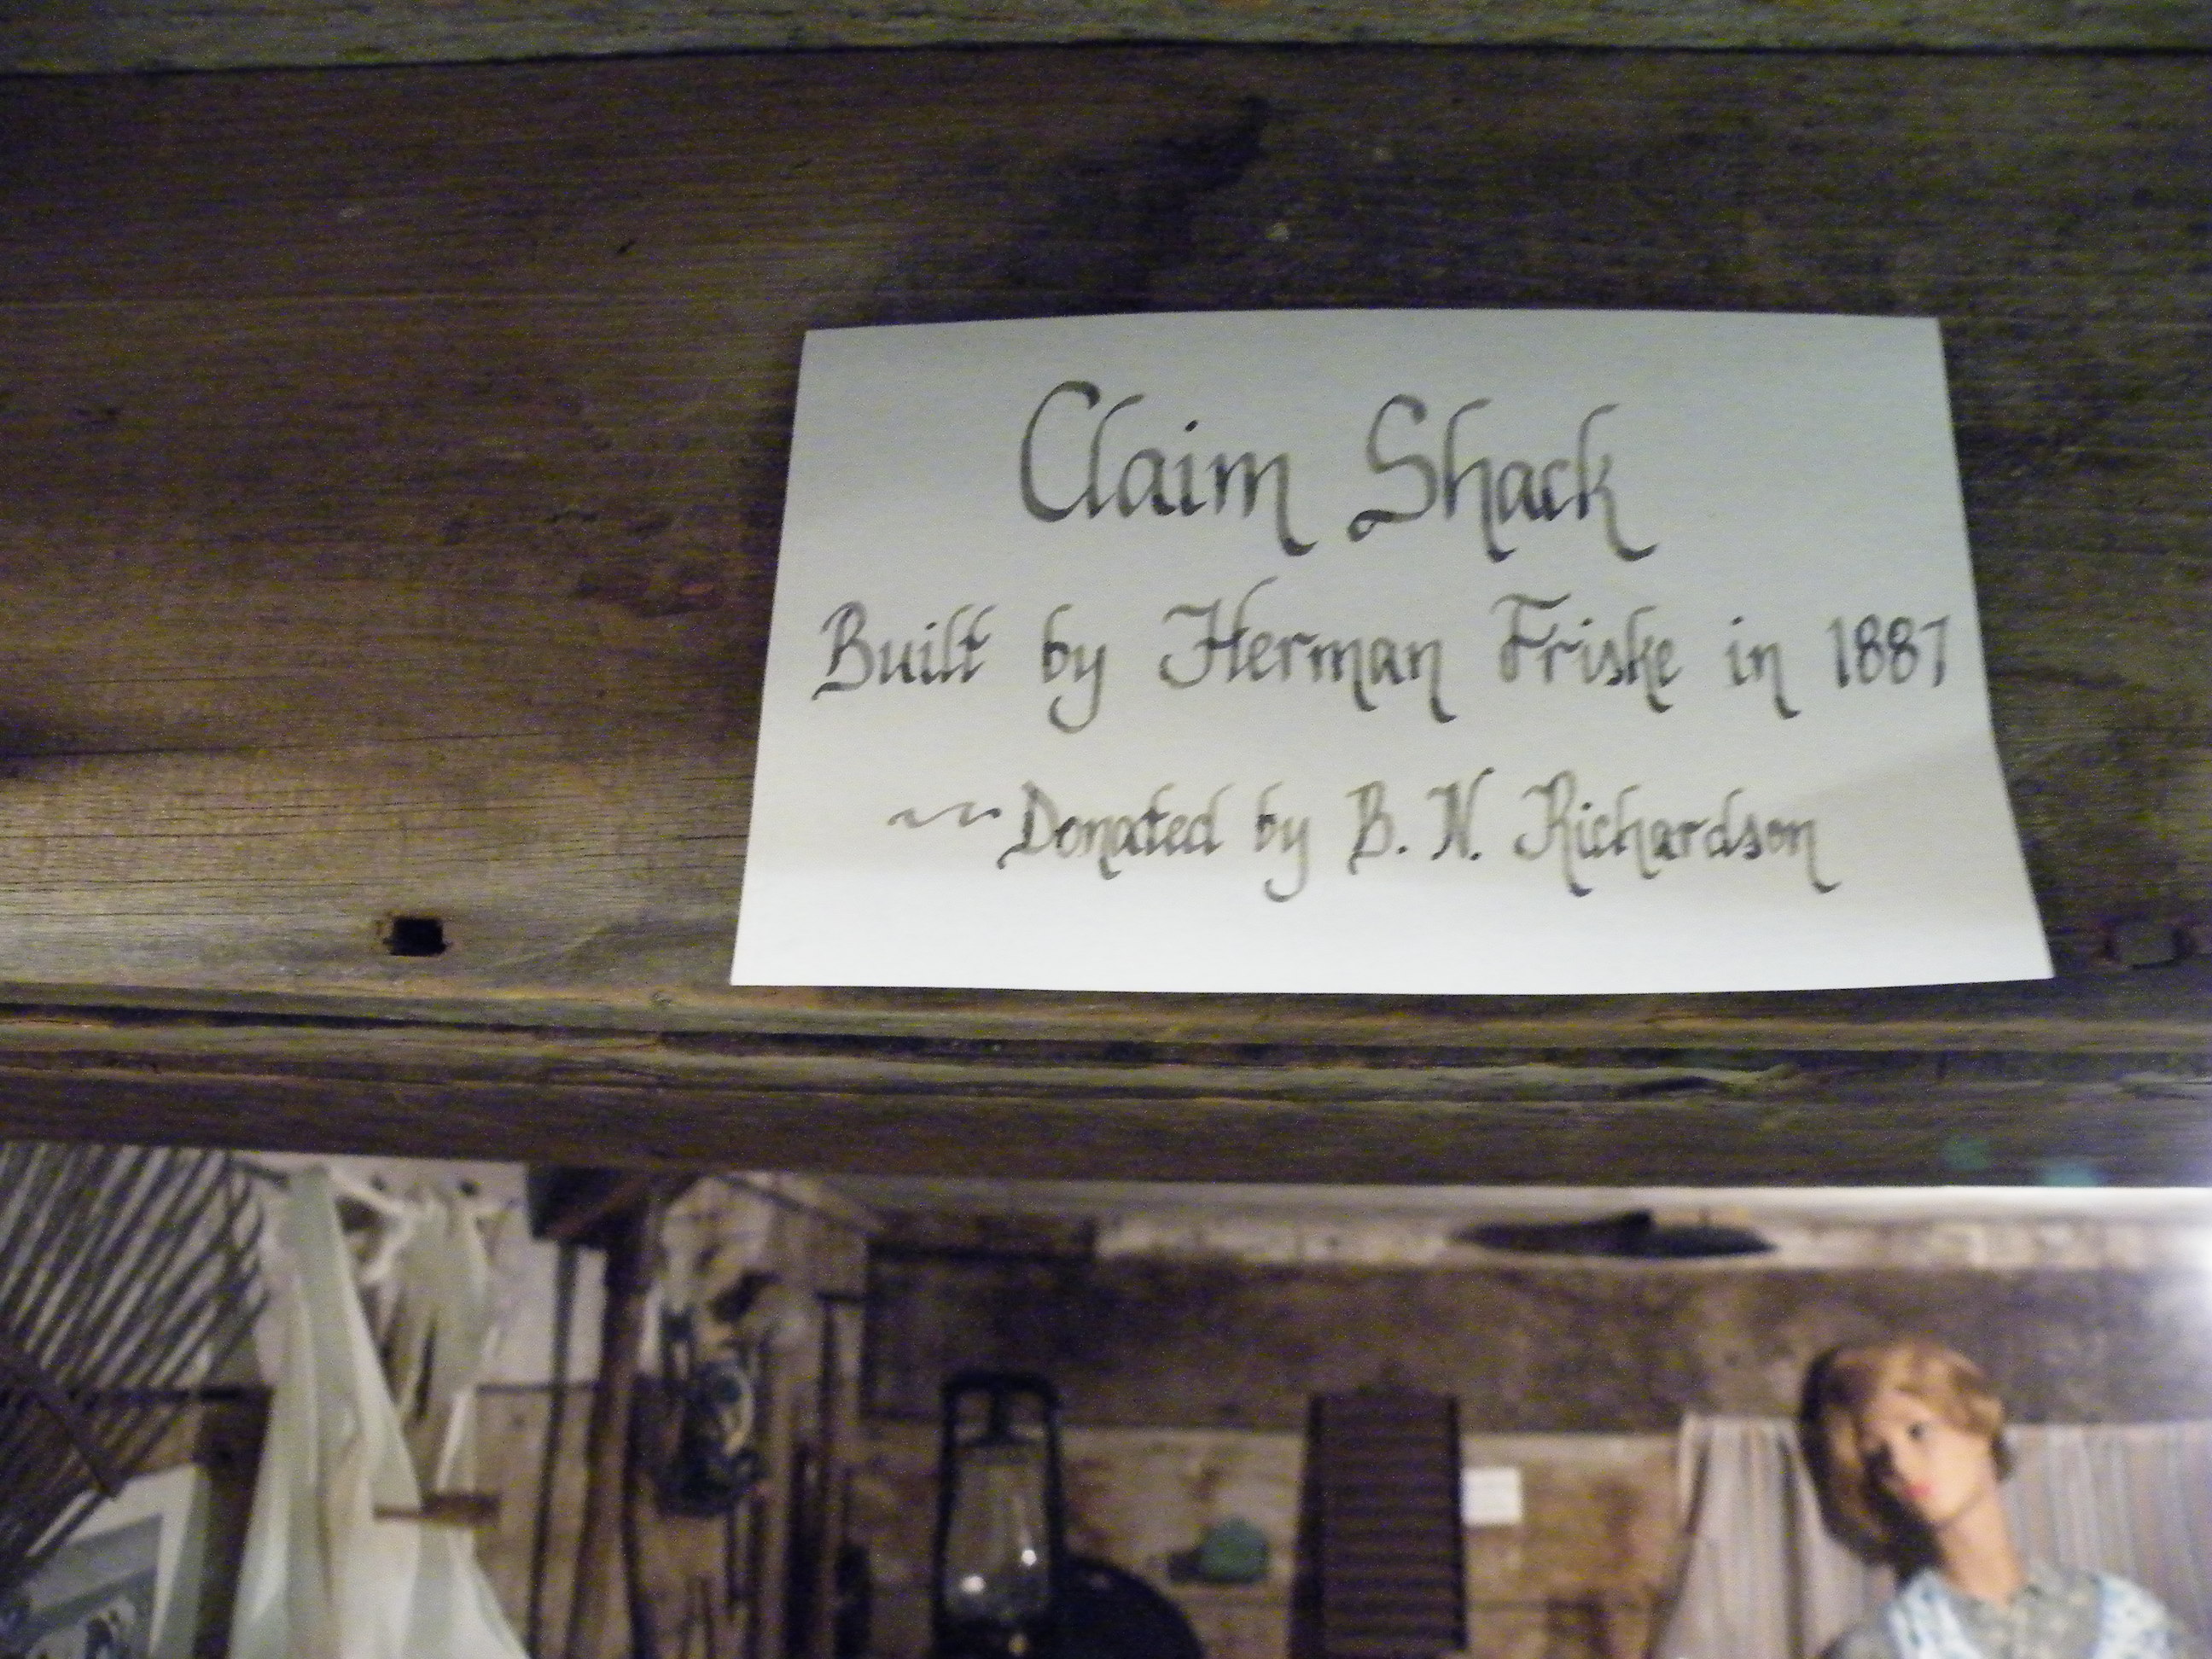 Claim Shack
Built by Herman Friske in 1887
~~Donated by B. N. Richardson